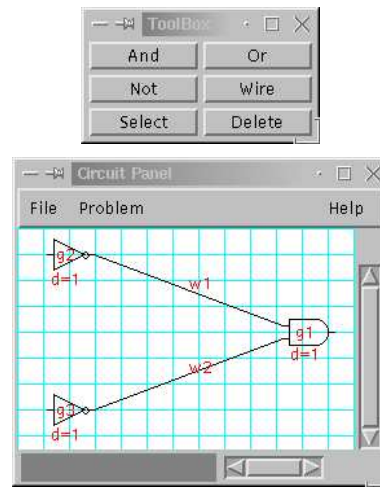 ToolBox
And Or
Not Wire
Select Delete
Circuit Panel
File Problem Help
g2
d=1
w1
g1
d=1
w2
g3
d=1